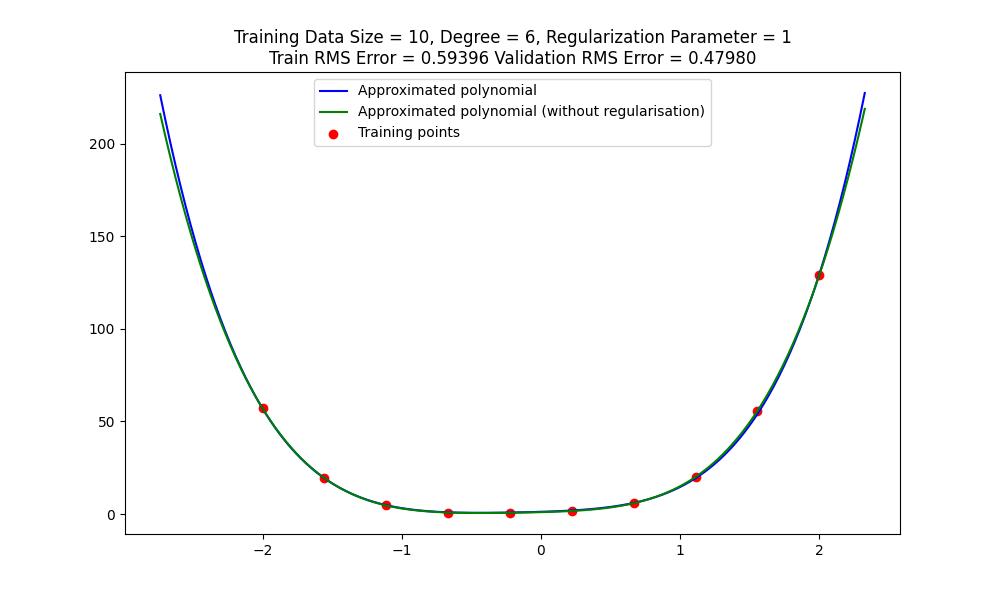 Training Data Size = 10, Degree = 6, Regularization Parameter = 1
Train RMS Error = 0.59396 Validation RMS Error = 0.47980
Approximated polynomial
Approximated polynomial (without regularisation)
Training points
200
150
100
50
0
−2
−1
0
1
2